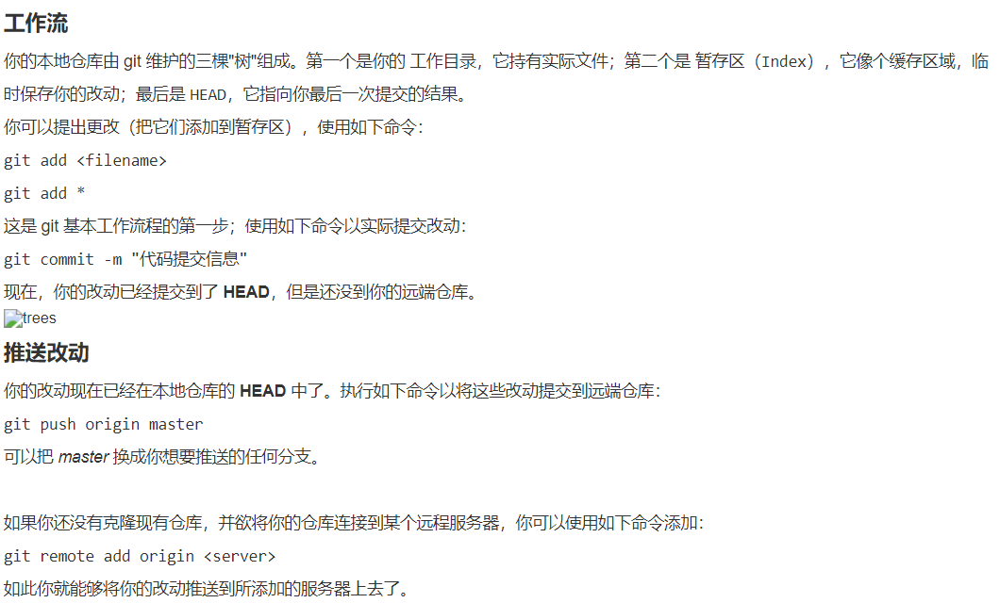 工作流
你的本地仓库由 git 维护的三棵"树"组成。第一个是你的 工作目录，它持有实际文件；第二个是 暂存区（Index），它像个缓存区域，临
时保存你的改动；最后是 HEAD，它指向你最后一次提交的结果。
你可以提出更改（把它们添加到暂存区），使用如下命令：
git add <filename>
git add *
这是 git 基本工作流程的第一步；使用如下命令以实际提交改动：
git commit -m "代码提交信息"
现在，你的改动已经提交到了 HEAD，但是还没到你的远端仓库。
trees
推送改动
你的改动现在已经在本地仓库的 HEAD 中了。执行如下命令以将这些改动提交到远端仓库：
git push origin master
可以把 master 换成你想要推送的任何分支。
如果你还没有克隆现有仓库，并欲将你的仓库连接到某个远程服务器，你可以使用如下命令添加：
git remote add origin <server>
如此你就能够将你的改动推送到所添加的服务器上去了。